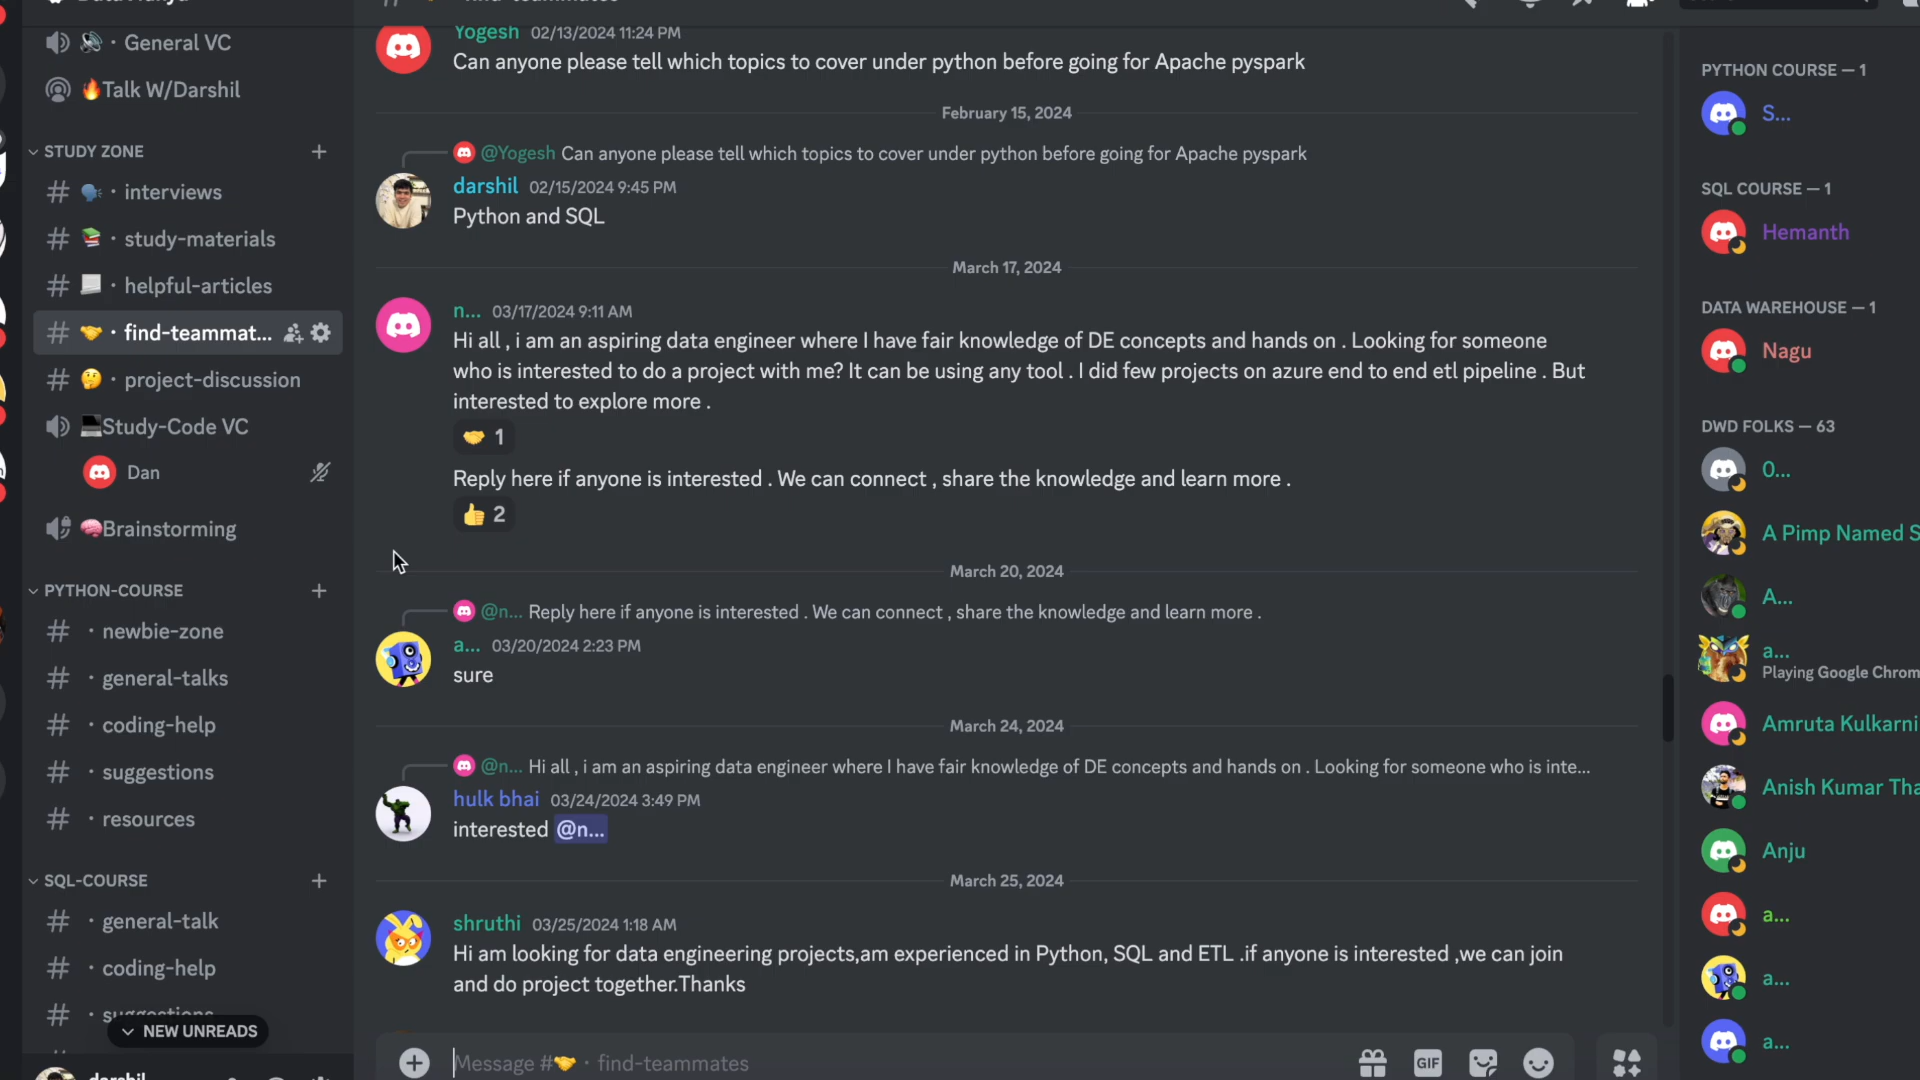 General VC
Talk W/Darshil
STUDY ZONE
# · interviews
# · study-materials
# · helpful-articles
# · find-teammat...
# · project-discussion
Study-Code VC
Dan
Brainstorming
PYTHON-COURSE
# · newbie-zone
# · general-talks
# · coding-help
# · suggestions
# · resources
SQL-COURSE
# · general-talk
# · coding-help
# · suggestions
NEW UNREADS
darshil
Yogesh 02/13/2024 11:24 PM
Can anyone please tell which topics to cover under python before going for Apache pyspark
February 15, 2024
@Yogesh Can anyone please tell which topics to cover under python before going for Apache pyspark
darshil 02/15/2024 9:45 PM
Python and SQL
March 17, 2024
n... 03/17/2024 9:11 AM
Hi all , i am an aspiring data engineer where I have fair knowledge of DE concepts and hands on . Looking for someone
who is interested to do a project with me? It can be using any tool . I did few projects on azure end to end etl pipeline . But
interested to explore more .
1
Reply here if anyone is interested . We can connect , share the knowledge and learn more .
2
March 20, 2024
@n... Reply here if anyone is interested . We can connect , share the knowledge and learn more .
a... 03/20/2024 2:23 PM
sure
March 24, 2024
@n... Hi all , i am an aspiring data engineer where I have fair knowledge of DE concepts and hands on . Looking for someone who is inte...
hulk bhai 03/24/2024 3:49 PM
interested @n...
March 25, 2024
shruthi 03/25/2024 1:18 AM
Hi am looking for data engineering projects,am experienced in Python, SQL and ETL .if anyone is interested ,we can join
and do project together.Thanks
Message # · find-teammates
GIF
PYTHON COURSE — 1
S...
SQL COURSE — 1
Hemanth
DATA WAREHOUSE — 1
Nagu
DWD FOLKS — 63
0...
A Pimp Named S
A...
a...
Playing Google Chrom
Amruta Kulkarni
Anish Kumar Tha
Anju
a...
a...
a...